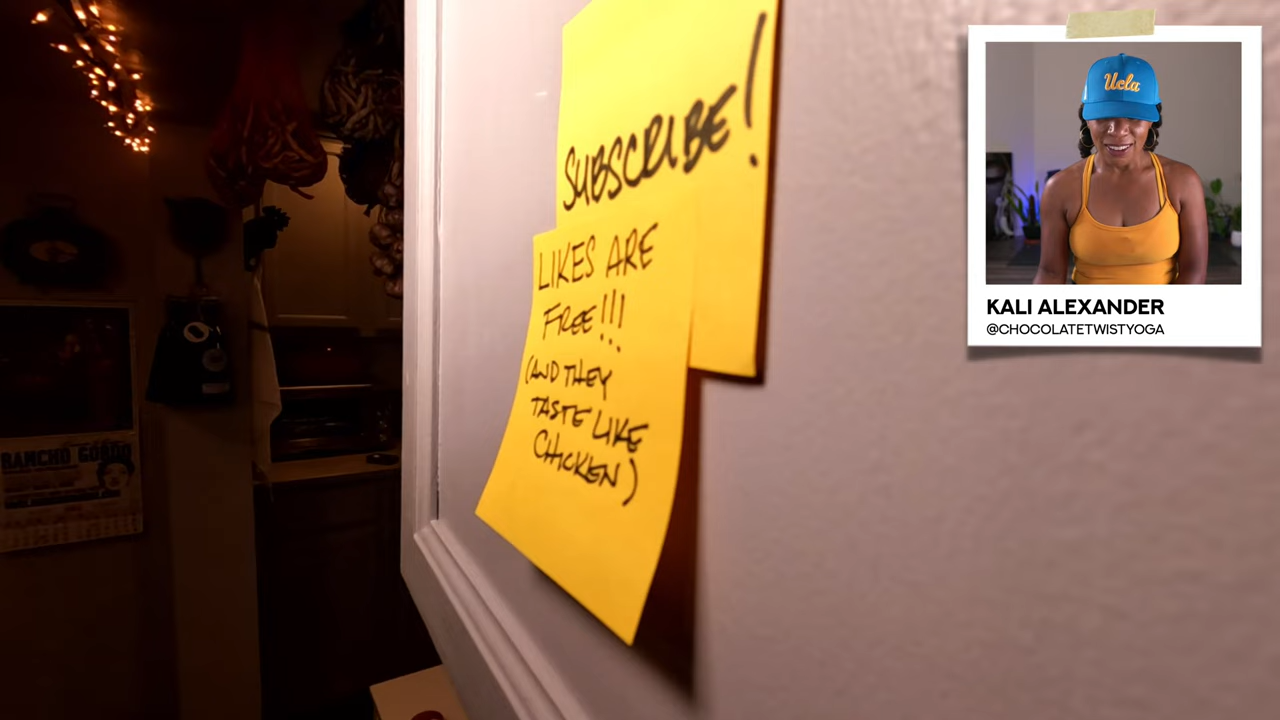 SUBSCRIBE!
LIKES ARE
FREE!!!
(AND THEY
TASTE LIKE
CHICKEN)
Ucla
KALI ALEXANDER
@CHOCOLATETWISTYOGA
RANCHO GORDO